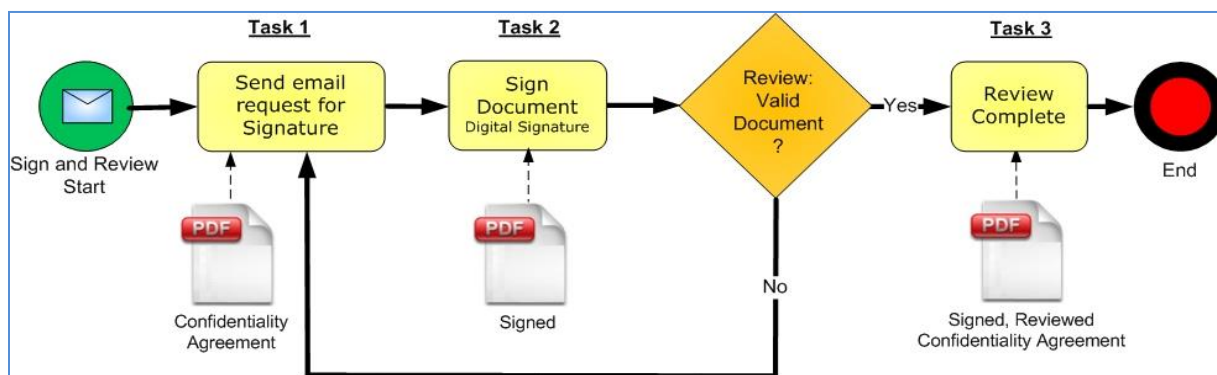 Task 1
Task 2
Task 3
Send email
request for
Signature
Sign
Document
Digital Signature
Review:
Valid
Document
?
Yes
Review
Complete
Sign and Review
Start
End
PDF
PDF
PDF
No
Confidentiality
Agreement
Signed
Signed, Reviewed
Confidentiality Agreement